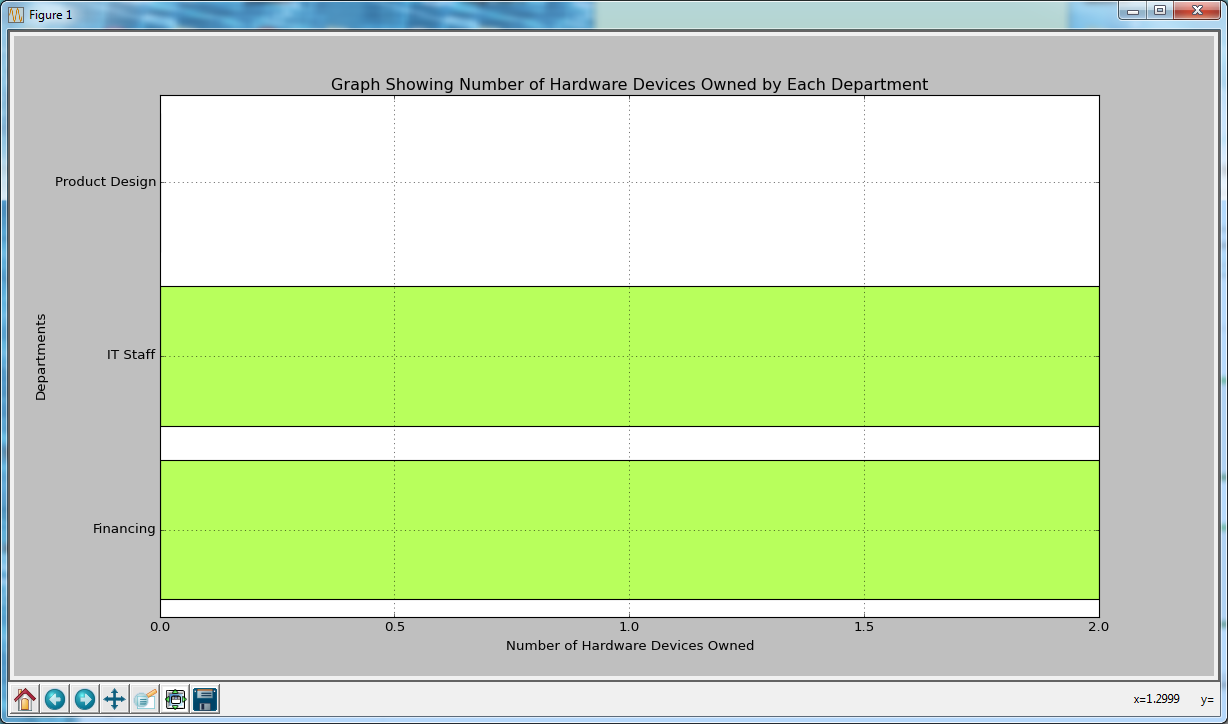 Figure 1
Graph Showing Number of Hardware Devices Owned by Each Department
Product Design
IT Staff
Financing
Departments
0.0 0.5 1.0 1.5 2.0
Number of Hardware Devices Owned
x=1.2999 y=